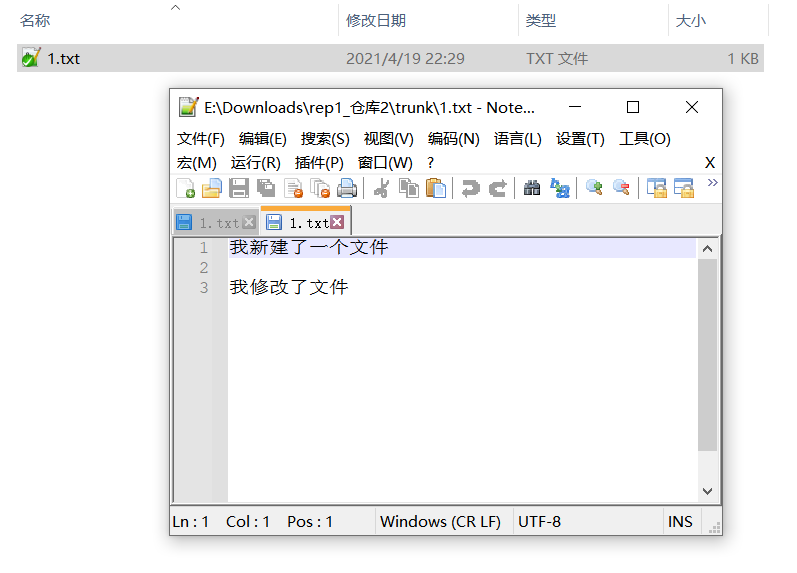 名称 修改日期 类型 大小
1.txt 2021/4/19 22:29 TXT 文件 1 KB
E:\Downloads\rep1_仓库2\trunk\1.txt - Note...
文件(F) 编辑(E) 搜索(S) 视图(V) 编码(N) 语言(L) 设置(T) 工具(O)
宏(M) 运行(R) 插件(P) 窗口(W) ? X
1.txt 1.txt
1 我新建了一个文件
2
3 我修改了文件
Ln : 1 Col : 1 Pos : 1 Windows (CR LF) UTF-8 INS